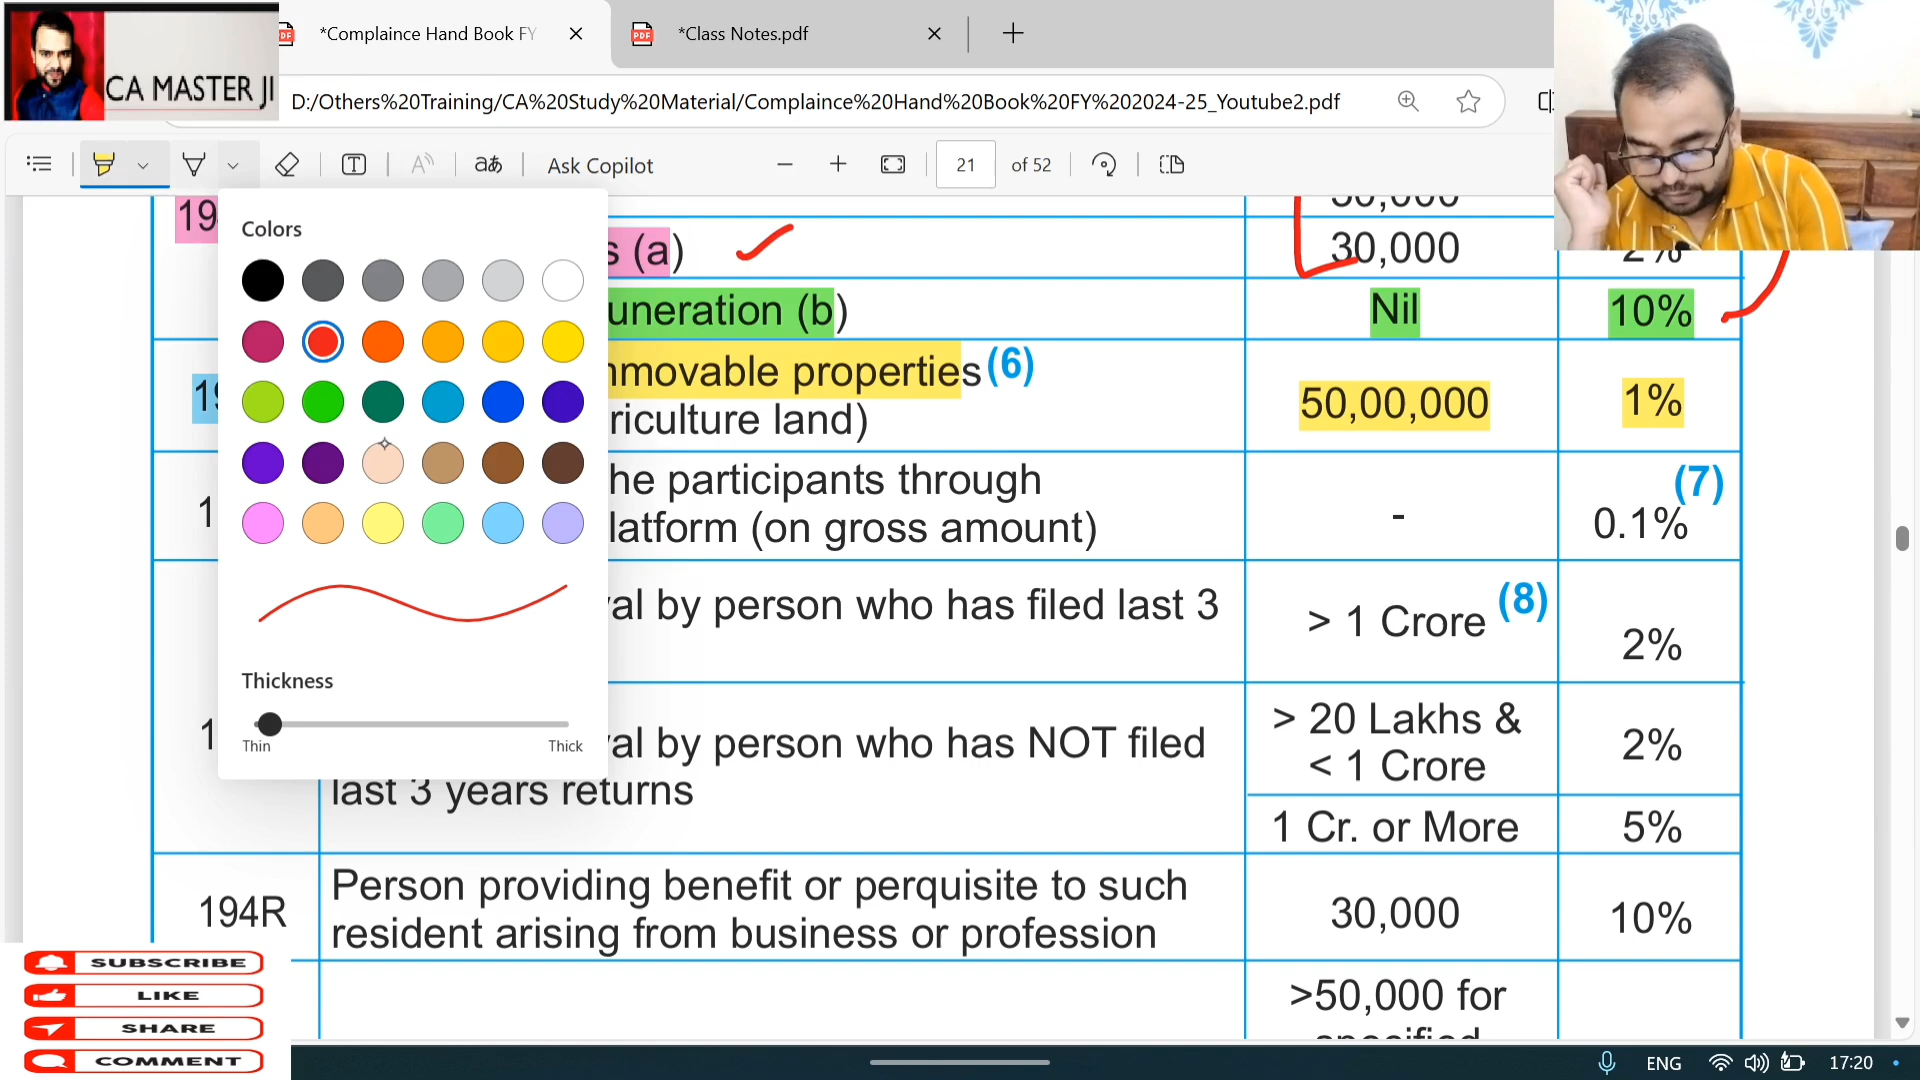 *Complaince Hand Book FY
*Class Notes.pdf
CA MASTER JI
D:/Others%20Training/CA%20Study%20Material/Complaince%20Hand%20Book%20FY%202024-25_Youtube2.pdf
Ask Copilot
21 of 52
Colors
30,000
s (a)
30,000
2%
uneration (b)
Nil
10%
movable properties (6)
riculture land)
50,00,000
1%
he participants through
latform (on gross amount)
-
(7)
0.1%
al by person who has filed last 3
> 1 Crore (8)
2%
Thickness
Thin
Thick
al by person who has NOT filed
last 3 years returns
> 20 Lakhs &
< 1 Crore
2%
1 Cr. or More
5%
194R
Person providing benefit or perquisite to such
resident arising from business or profession
30,000
10%
>50,000 for
specified
SUBSCRIBE
LIKE
SHARE
COMMENT
ENG
17:20